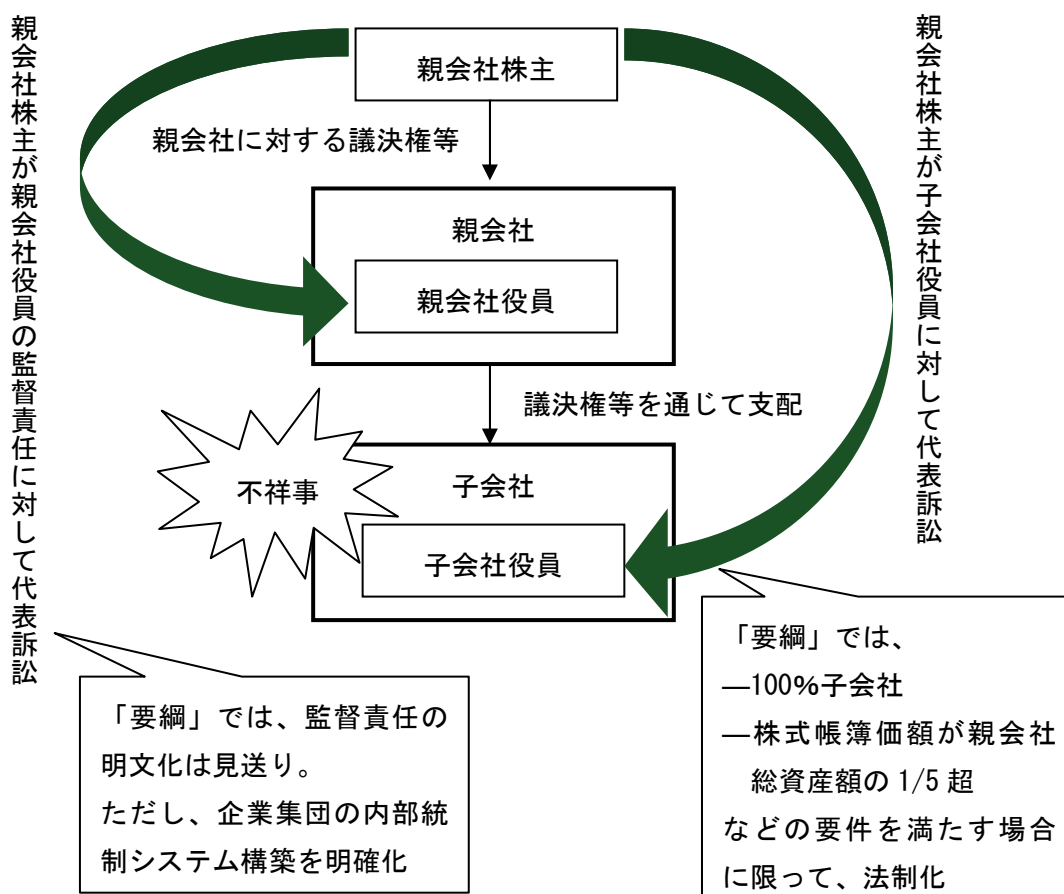 親会社株主が親会社役員の監督責任に対して代表訴訟
親会社株主が子会社役員に対して代表訴訟
親会社株主
親会社に対する議決権等
親会社
親会社役員
議決権等を通じて支配
不祥事
子会社
子会社役員
「要綱」では、監督責任の
明文化は見送り。
ただし、企業集団の内部統
制システム構築を明確化
「要綱」では、
―100%子会社
―株式帳簿価額が親会社
総資産額の 1/5 超
などの要件を満たす場合
に限って、法制化